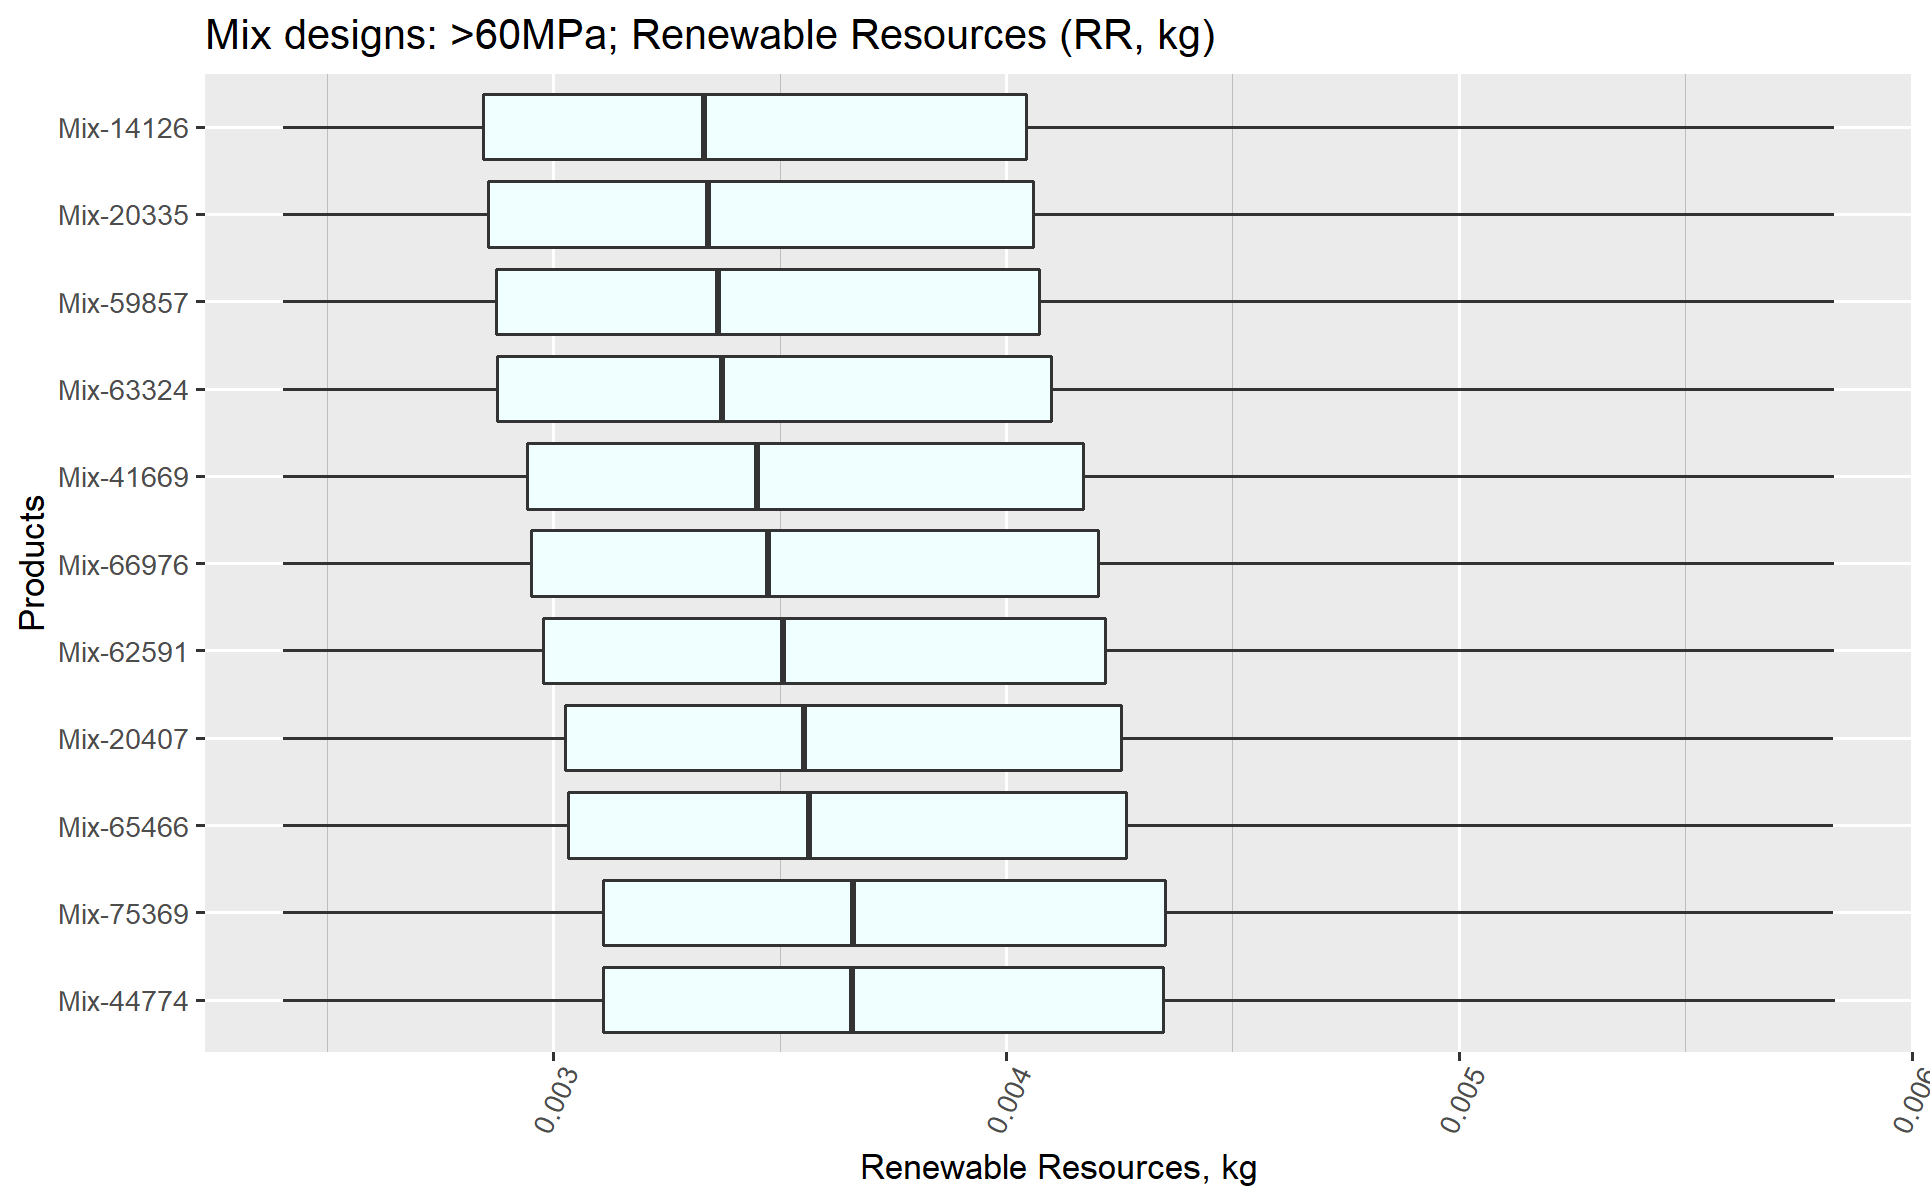 Mix designs: >60MPa; Renewable Resources (RR, kg)
Products
Mix-14126
Mix-20335
Mix-59857
Mix-63324
Mix-41669
Mix-66976
Mix-62591
Mix-20407
Mix-65466
Mix-75369
Mix-44774
0.003
0.004
0.005
0.006
Renewable Resources, kg